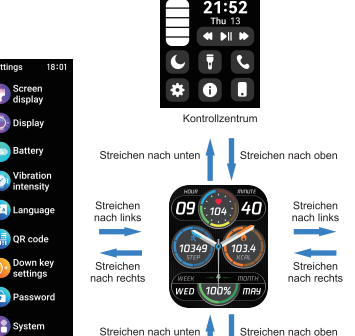 21:52
Thu 13
Kontrollzentrum
ttings 18:01
Screen
display
Display
Battery
Vibration
intensity
Language
QR code
Down key
settings
Password
System
Streichen nach unten
Streichen nach oben
Streichen
nach links
Streichen
nach rechts
HOUR
MINUTE
09
104
40
10349
STEP
103.4
KCAL
WEEK
MONTH
WED
100%
MAY
Streichen
nach links
Streichen
nach rechts
Streichen nach unten
Streichen nach oben